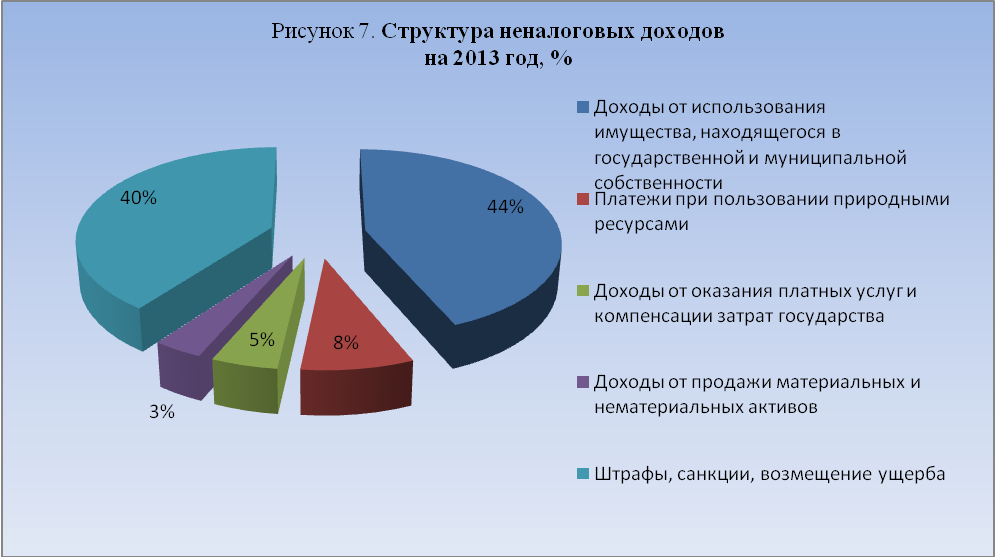 Рисунок 7. Структура неналоговых доходов
на 2013 год, %
40%
44%
5%
8%
3%
Доходы от использования
имущества, находящегося в
государственной и муниципальной
собственности
Платежи при пользовании природными
ресурсами
Доходы от оказания платных услуг и
компенсации затрат государства
Доходы от продажи материальных и
нематериальных активов
Штрафы, санкции, возмещение ущерба